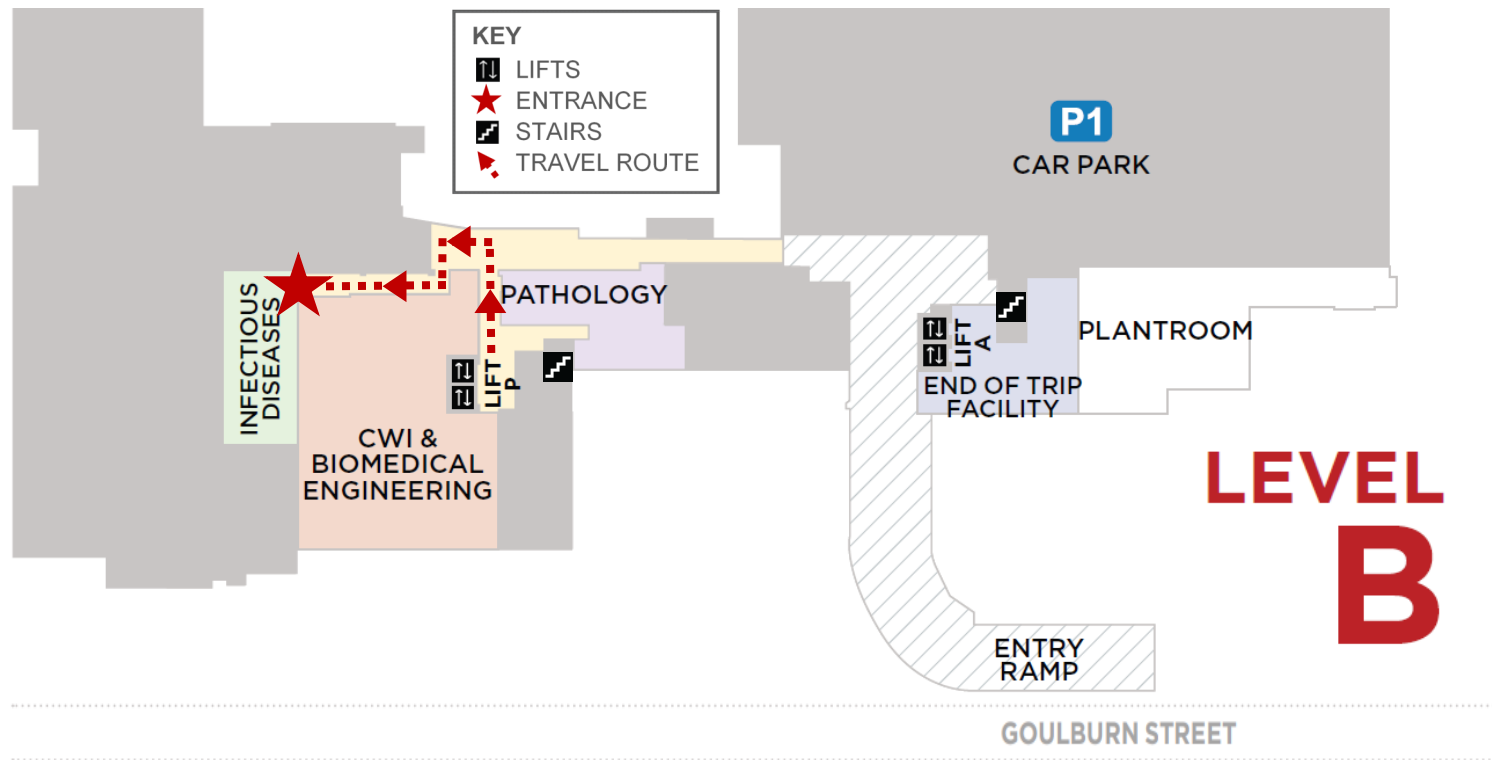 KEY
LIFTS
ENTRANCE
STAIRS
TRAVEL ROUTE
P1
CAR PARK
INFECTIOUS
DISEASES
PATHOLOGY
LIFT
P
CWI &
BIOMEDICAL
ENGINEERING
LIFT
A
PLANTROOM
END OF TRIP
FACILITY
LEVEL
B
ENTRY
RAMP
GOULBURN STREET